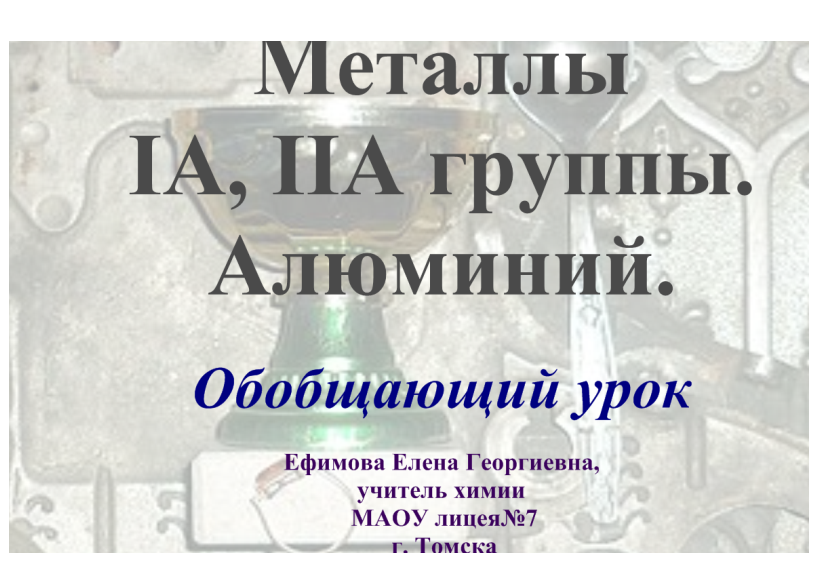 Металлы
IA, IIA группы.
Алюминий.
Обобщающий урок
Ефимова Елена Георгиевна,
учитель химии
МАОУ лицея№7
г. Томска